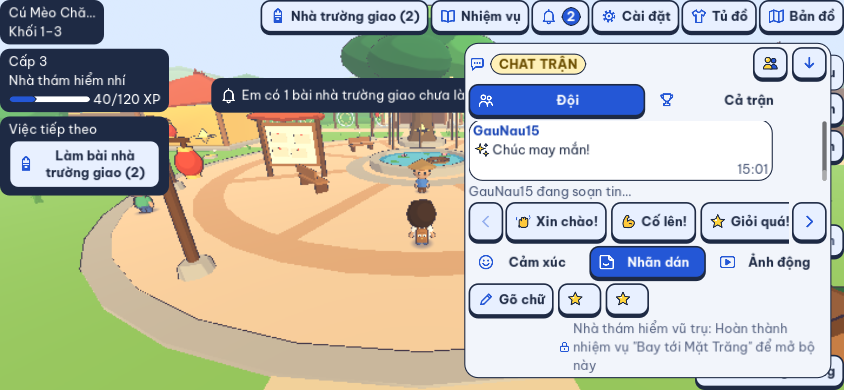 Cú Mèo Chă...
Khối 1–3
Nhà trường giao (2)
Nhiệm vụ
2
Cài đặt
Tủ đồ
Bản đồ
Cấp 3
Nhà thám hiểm nhí
40/120 XP
Việc tiếp theo
Làm bài nhà
trường giao (2)
Em có 1 bài nhà trường giao chưa là
CHAT TRẬN
Đội
Cả trận
GauNau15
✨ Chúc may mắn!
15:01
GauNau15 đang soạn tin...
Xin chào!
Cố lên!
Giỏi quá!
Cảm xúc
Nhãn dán
Ảnh động
Gõ chữ
Nhà thám hiểm vũ trụ: Hoàn thành
nhiệm vụ "Bay tới Mặt Trăng" để mở bộ
này